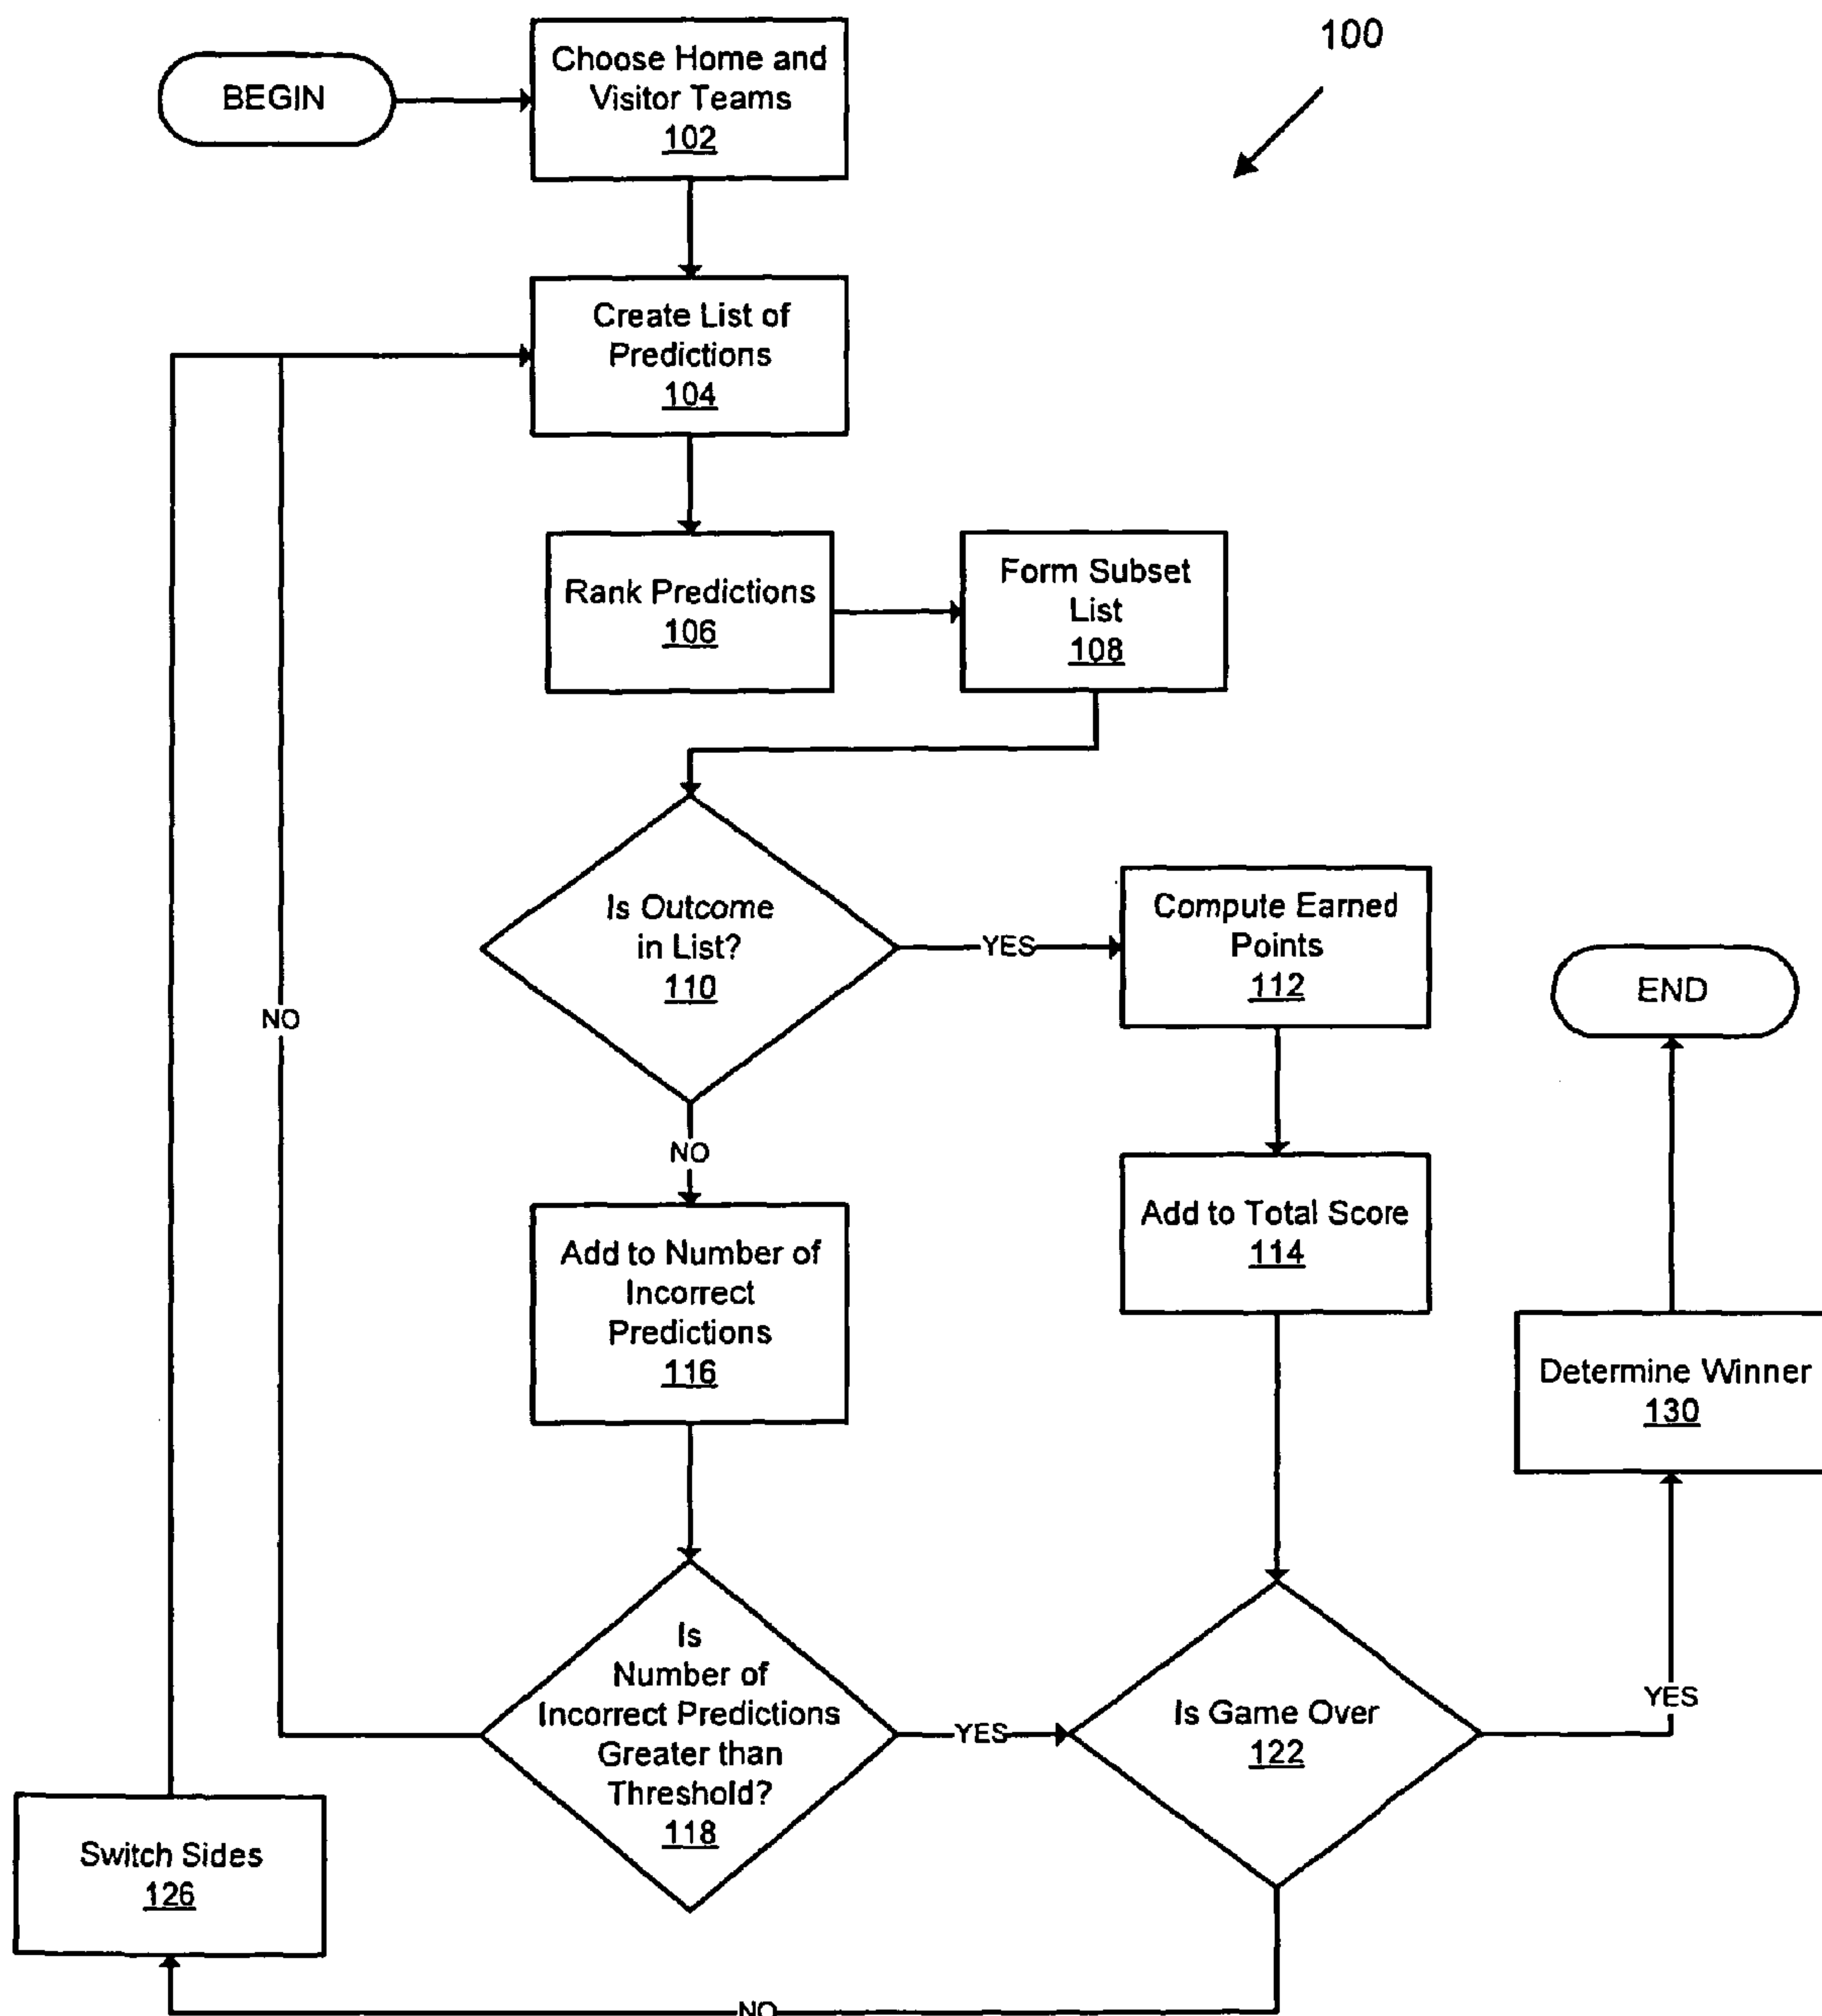 100
BEGIN
Choose Home and
Visitor Teams
102
Create List of
Predictions
104
Rank Predictions
106
Form Subset
List
108
Is Outcome
in List?
110
YES
Compute Earned
Points
112
END
NO
NO
Add to Number of
Incorrect
Predictions
116
Add to Total Score
114
Determine Winner
130
Is
Number of
Incorrect Predictions
Greater than
Threshold?
118
YES
Is Game Over
122
YES
Switch Sides
126
NO